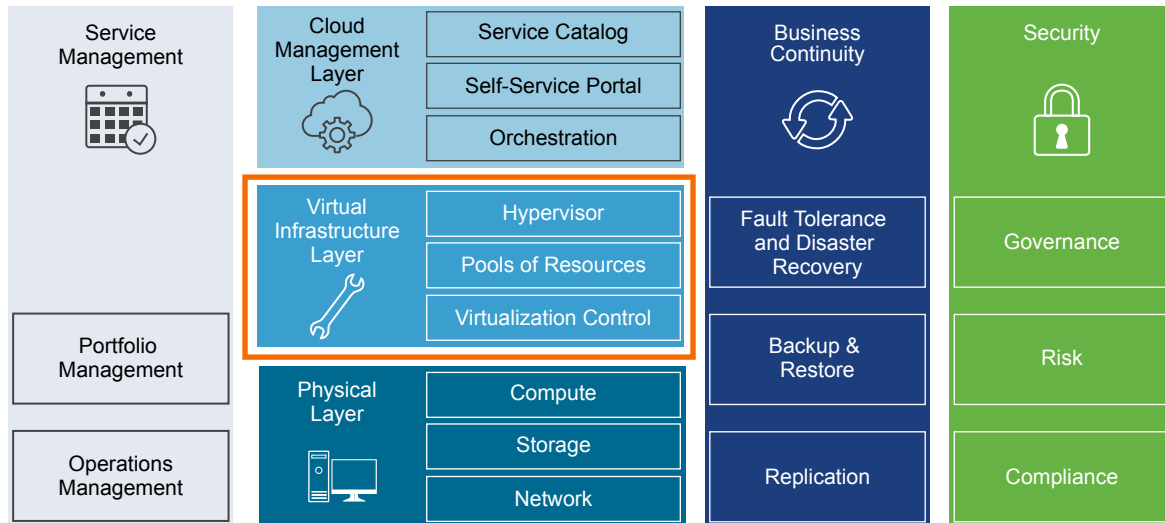 Service
Management
Portfolio
Management
Operations
Management
Cloud
Management
Layer
Service Catalog
Self-Service Portal
Orchestration
Virtual
Infrastructure
Layer
Hypervisor
Pools of Resources
Virtualization Control
Physical
Layer
Compute
Storage
Network
Business
Continuity
Fault Tolerance
and Disaster
Recovery
Backup &
Restore
Replication
Security
Governance
Risk
Compliance